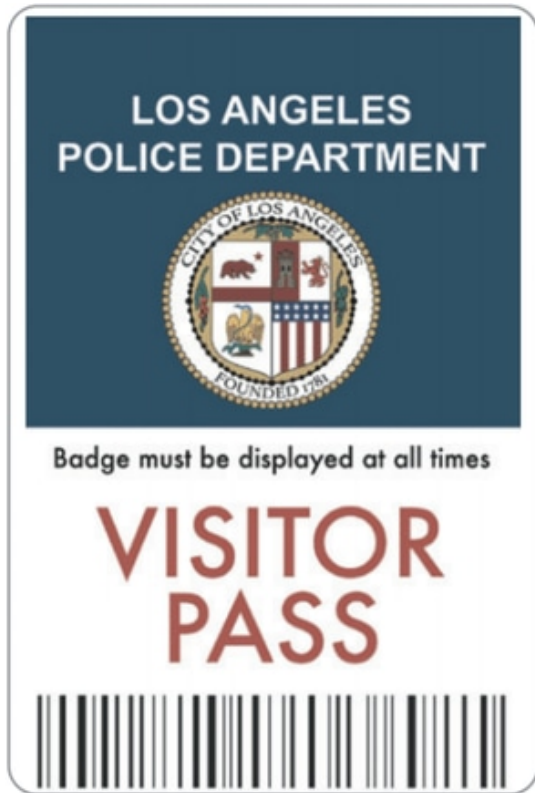 LOS ANGELES
POLICE DEPARTMENT
CITY OF LOS ANGELES
FOUNDED 1781
Badge must be displayed at all times
VISITOR
PASS